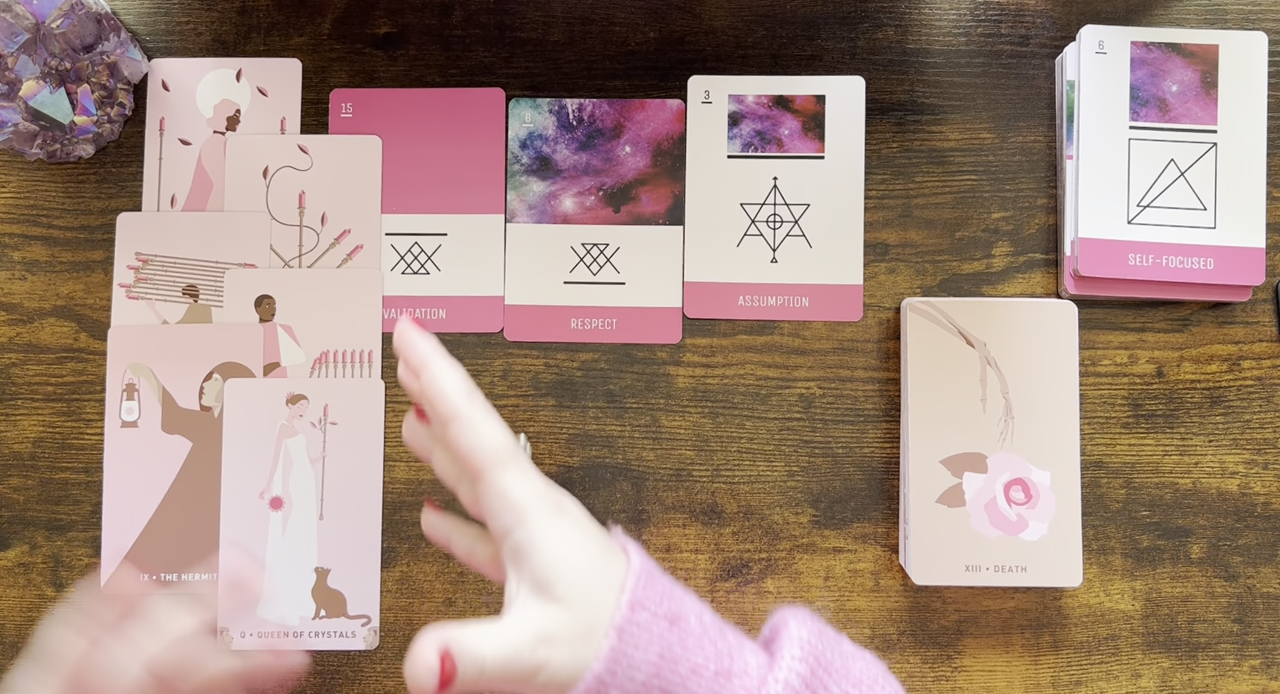 15
VALIDATION
8
RESPECT
3
ASSUMPTION
6
SELF-FOCUSED
IX • THE HERMIT
Q • QUEEN OF CRYSTALS
XIII • DEATH